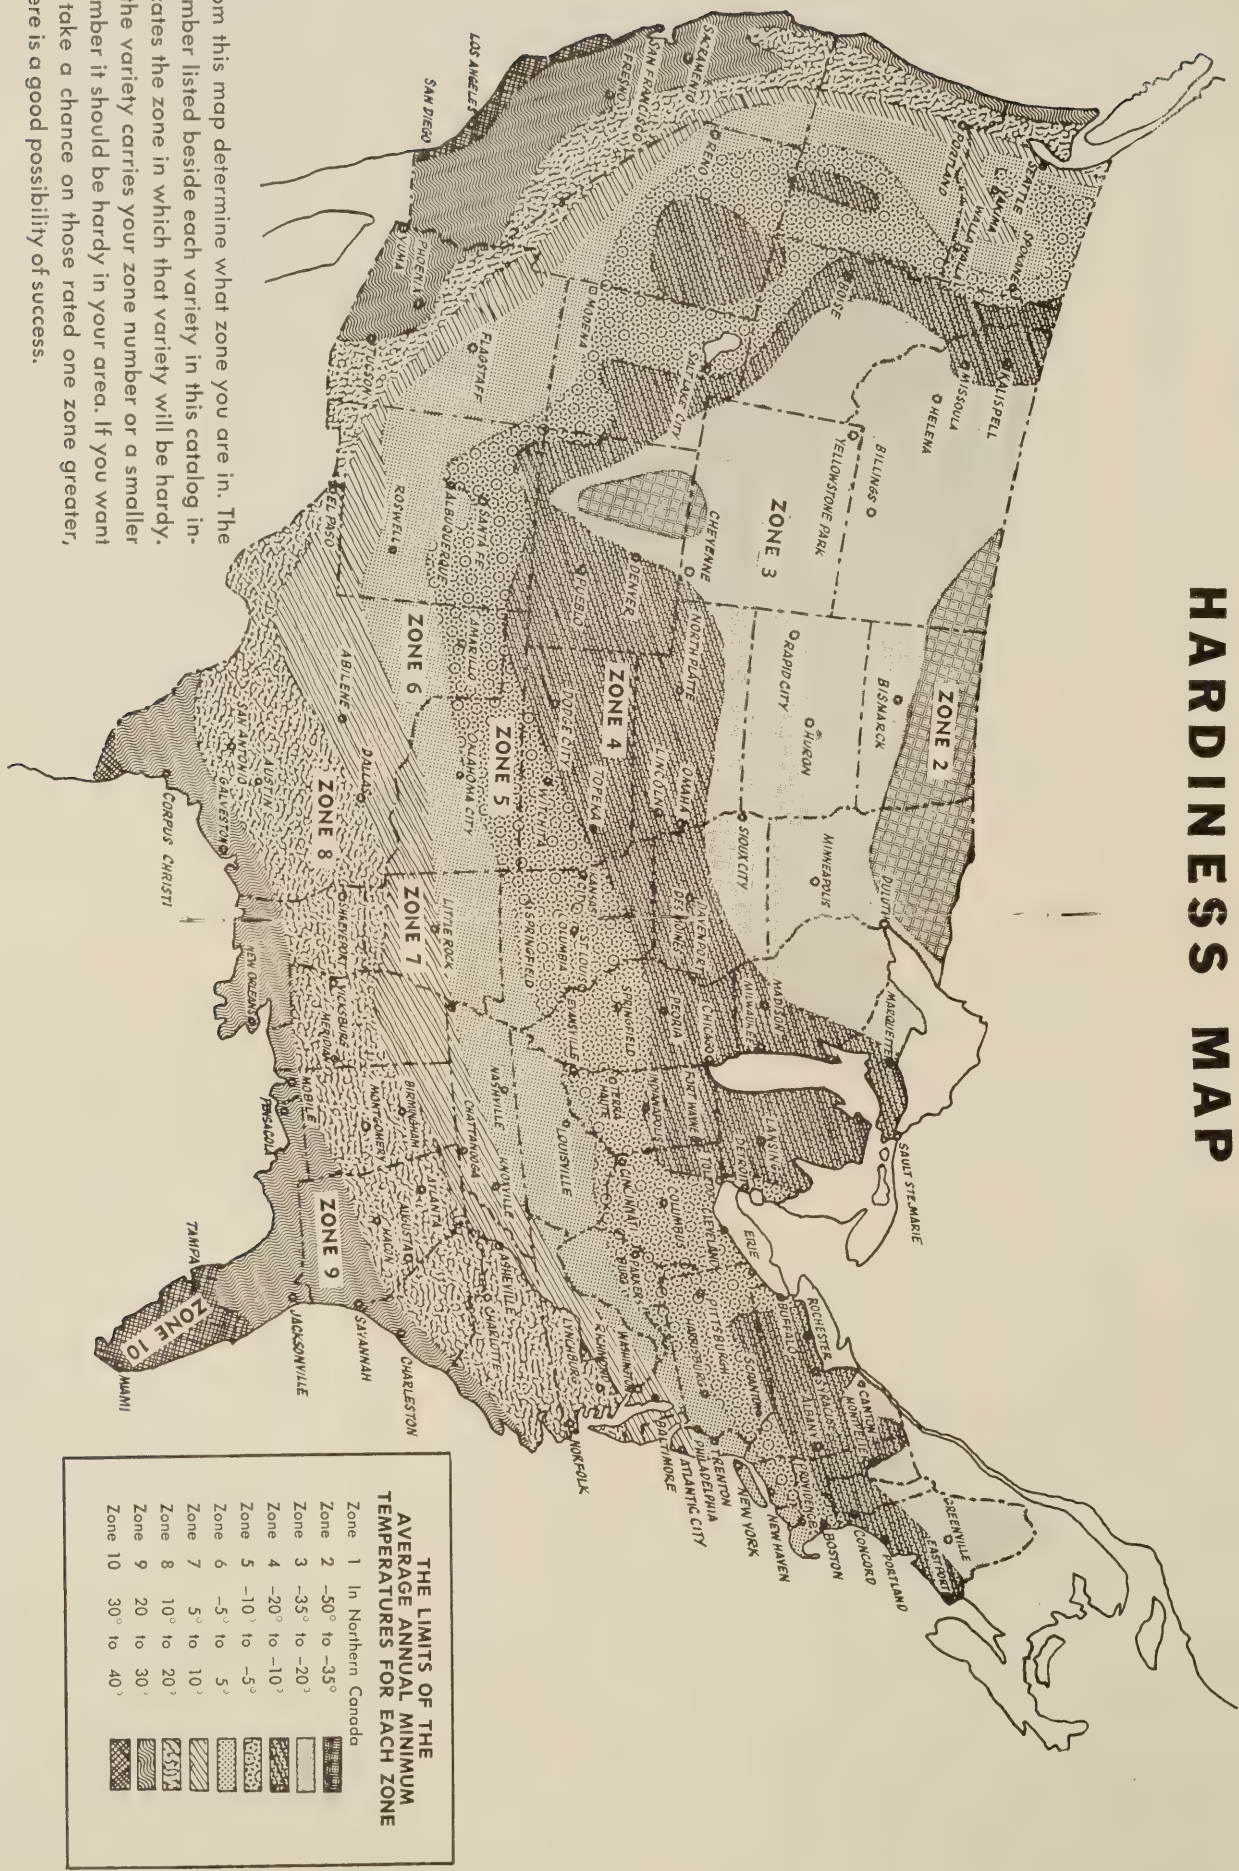 HARDINESS MAP
SEATTLE
SPOKANE
YAKIMA
WALLA WALLA
PORTLAND
KALISPELL
MISSOULA
HELENA
BILLINGS
YELLOWSTONE PARK
BOISE
RENO
SACRAMENTO
SAN FRANCISCO
FRESNO
LOS ANGELES
SAN DIEGO
YUMA
PHOENIX
TUCSON
FLAGSTAFF
MODENA
SALT LAKE CITY
CHEYENNE
DENVER
PUEBLO
SANTA FE
ALBUQUERQUE
ROSWELL
EL PASO
ZONE 2
ZONE 3
ZONE 4
ZONE 5
ZONE 6
ZONE 7
ZONE 8
ZONE 9
ZONE 10
BISMARCK
RAPID CITY
HURON
NORTH PLATTE
LINCOLN
OMAHA
SIOUX CITY
MINNEAPOLIS
DULUTH
DODGE CITY
WICHITA
TOPEKA
AMARILLO
OKLAHOMA CITY
ABILENE
DALLAS
SAN ANTONIO
AUSTIN
GALVESTON
CORPUS CHRISTI
KANSAS CY.
COLUMBIA
ST. LOUIS
SPRINGFIELD
LITTLE ROCK
SHREVEPORT
VICKSBURG
MERIDIAN
NEW ORLEANS
DES MOINES
DAVENPORT
MADISON
MILWAUKEE
CHICAGO
PEORIA
SPRINGFIELD
EVANSVILLE
MARQUETTE
SAULT STE. MARIE
LANSING
DETROIT
FORT WAYNE
INDIANAPOLIS
TERRA HAUTE
LOUISVILLE
NASHVILLE
KNOXVILLE
CHATTANOOGA
BIRMINGHAM
MONTGOMERY
MOBILE
PENSACOLA
ATLANTA
AUGUSTA
MACON
TOLEDO
CLEVELAND
COLUMBUS
CINCINNATI
PARKERSBURG
ERIE
PITTSBURGH
HARRISBURG
SCRANTON
BUFFALO
ROCHESTER
SYRACUSE
ALBANY
CANTON
MONTPELIER
GREENVILLE
EASTPORT
PORTLAND
CONCORD
BOSTON
PROVIDENCE
NEW HAVEN
NEW YORK
TRENTON
PHILADELPHIA
ATLANTIC CITY
BALTIMORE
WASHINGTON
RICHMOND
LYNCHBURG
NORFOLK
ASHEVILLE
CHARLOTTE
CHARLESTON
SAVANNAH
JACKSONVILLE
TAMPA
MIAMI
om this map determine what zone you are in. The
mber listed beside each variety in this catalog in-
cates the zone in which that variety will be hardy.
the variety carries your zone number or a smaller
mber it should be hardy in your area. If you want
take a chance on those rated one zone greater,
ere is a good possibility of success.
THE LIMITS OF THE
AVERAGE ANNUAL MINIMUM
TEMPERATURES FOR EACH ZONE
Zone 1 In Northern Canada
Zone 2 -50° to -35°
Zone 3 -35° to -20°
Zone 4 -20° to -10°
Zone 5 -10° to -5°
Zone 6 -5° to 5°
Zone 7 5° to 10°
Zone 8 10° to 20°
Zone 9 20 to 30°
Zone 10 30° to 40°